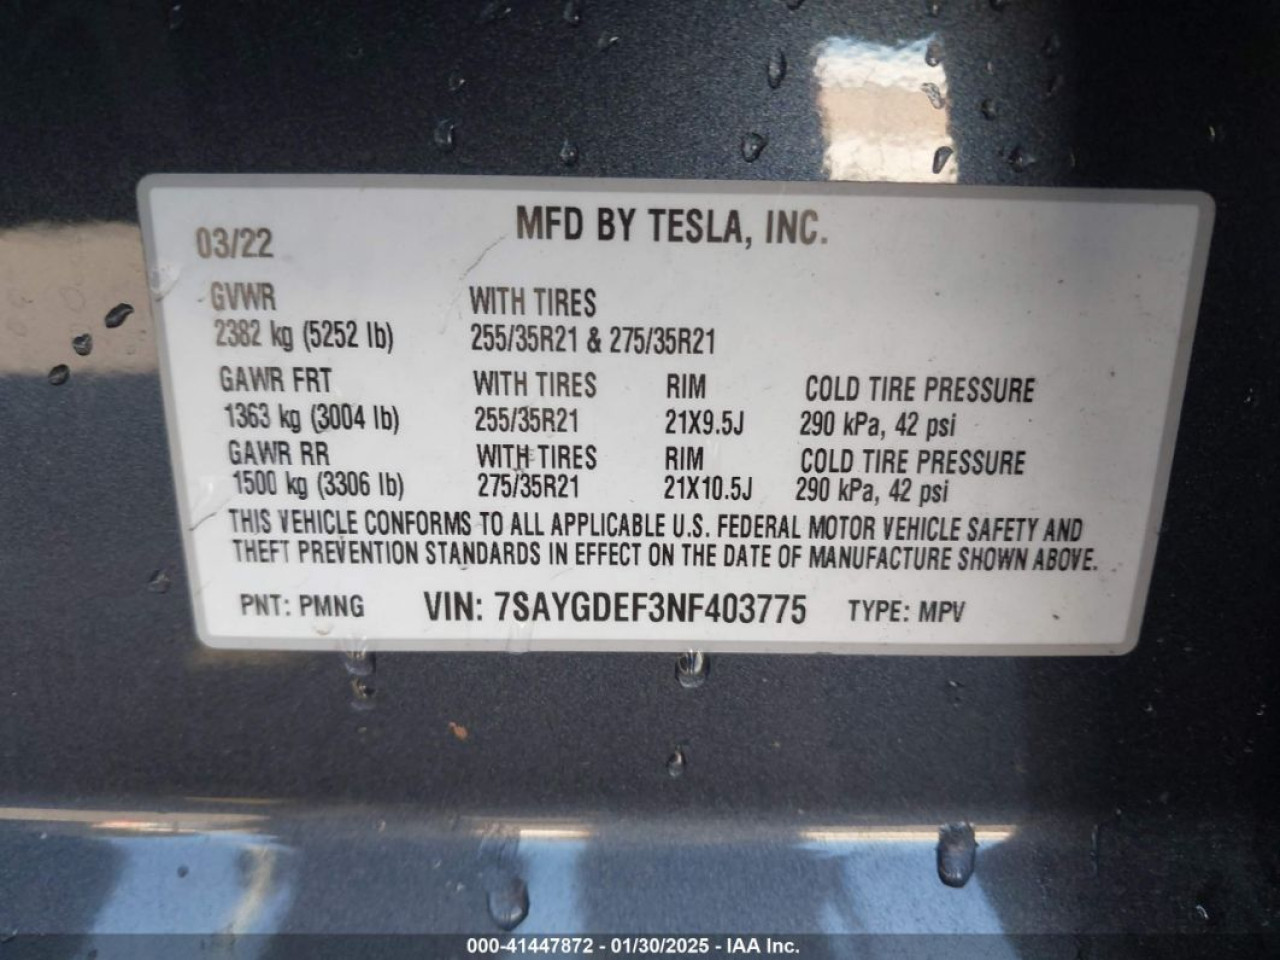 MFD BY TESLA, INC.
03/22
GVWR WITH TIRES
2382 kg (5252 lb) 255/35R21 & 275/35R21
GAWR FRT WITH TIRES RIM COLD TIRE PRESSURE
1363 kg (3004 lb) 255/35R21 21X9.5J 290 kPa, 42 psi
GAWR RR WITH TIRES RIM COLD TIRE PRESSURE
1500 kg (3306 lb) 275/35R21 21X10.5J 290 kPa, 42 psi
THIS VEHICLE CONFORMS TO ALL APPLICABLE U.S. FEDERAL MOTOR VEHICLE SAFETY AND
THEFT PREVENTION STANDARDS IN EFFECT ON THE DATE OF MANUFACTURE SHOWN ABOVE.
PNT: PMNG VIN: 7SAYGDEF3NF403775 TYPE: MPV
000-41447872 - 01/30/2025 - IAA Inc.